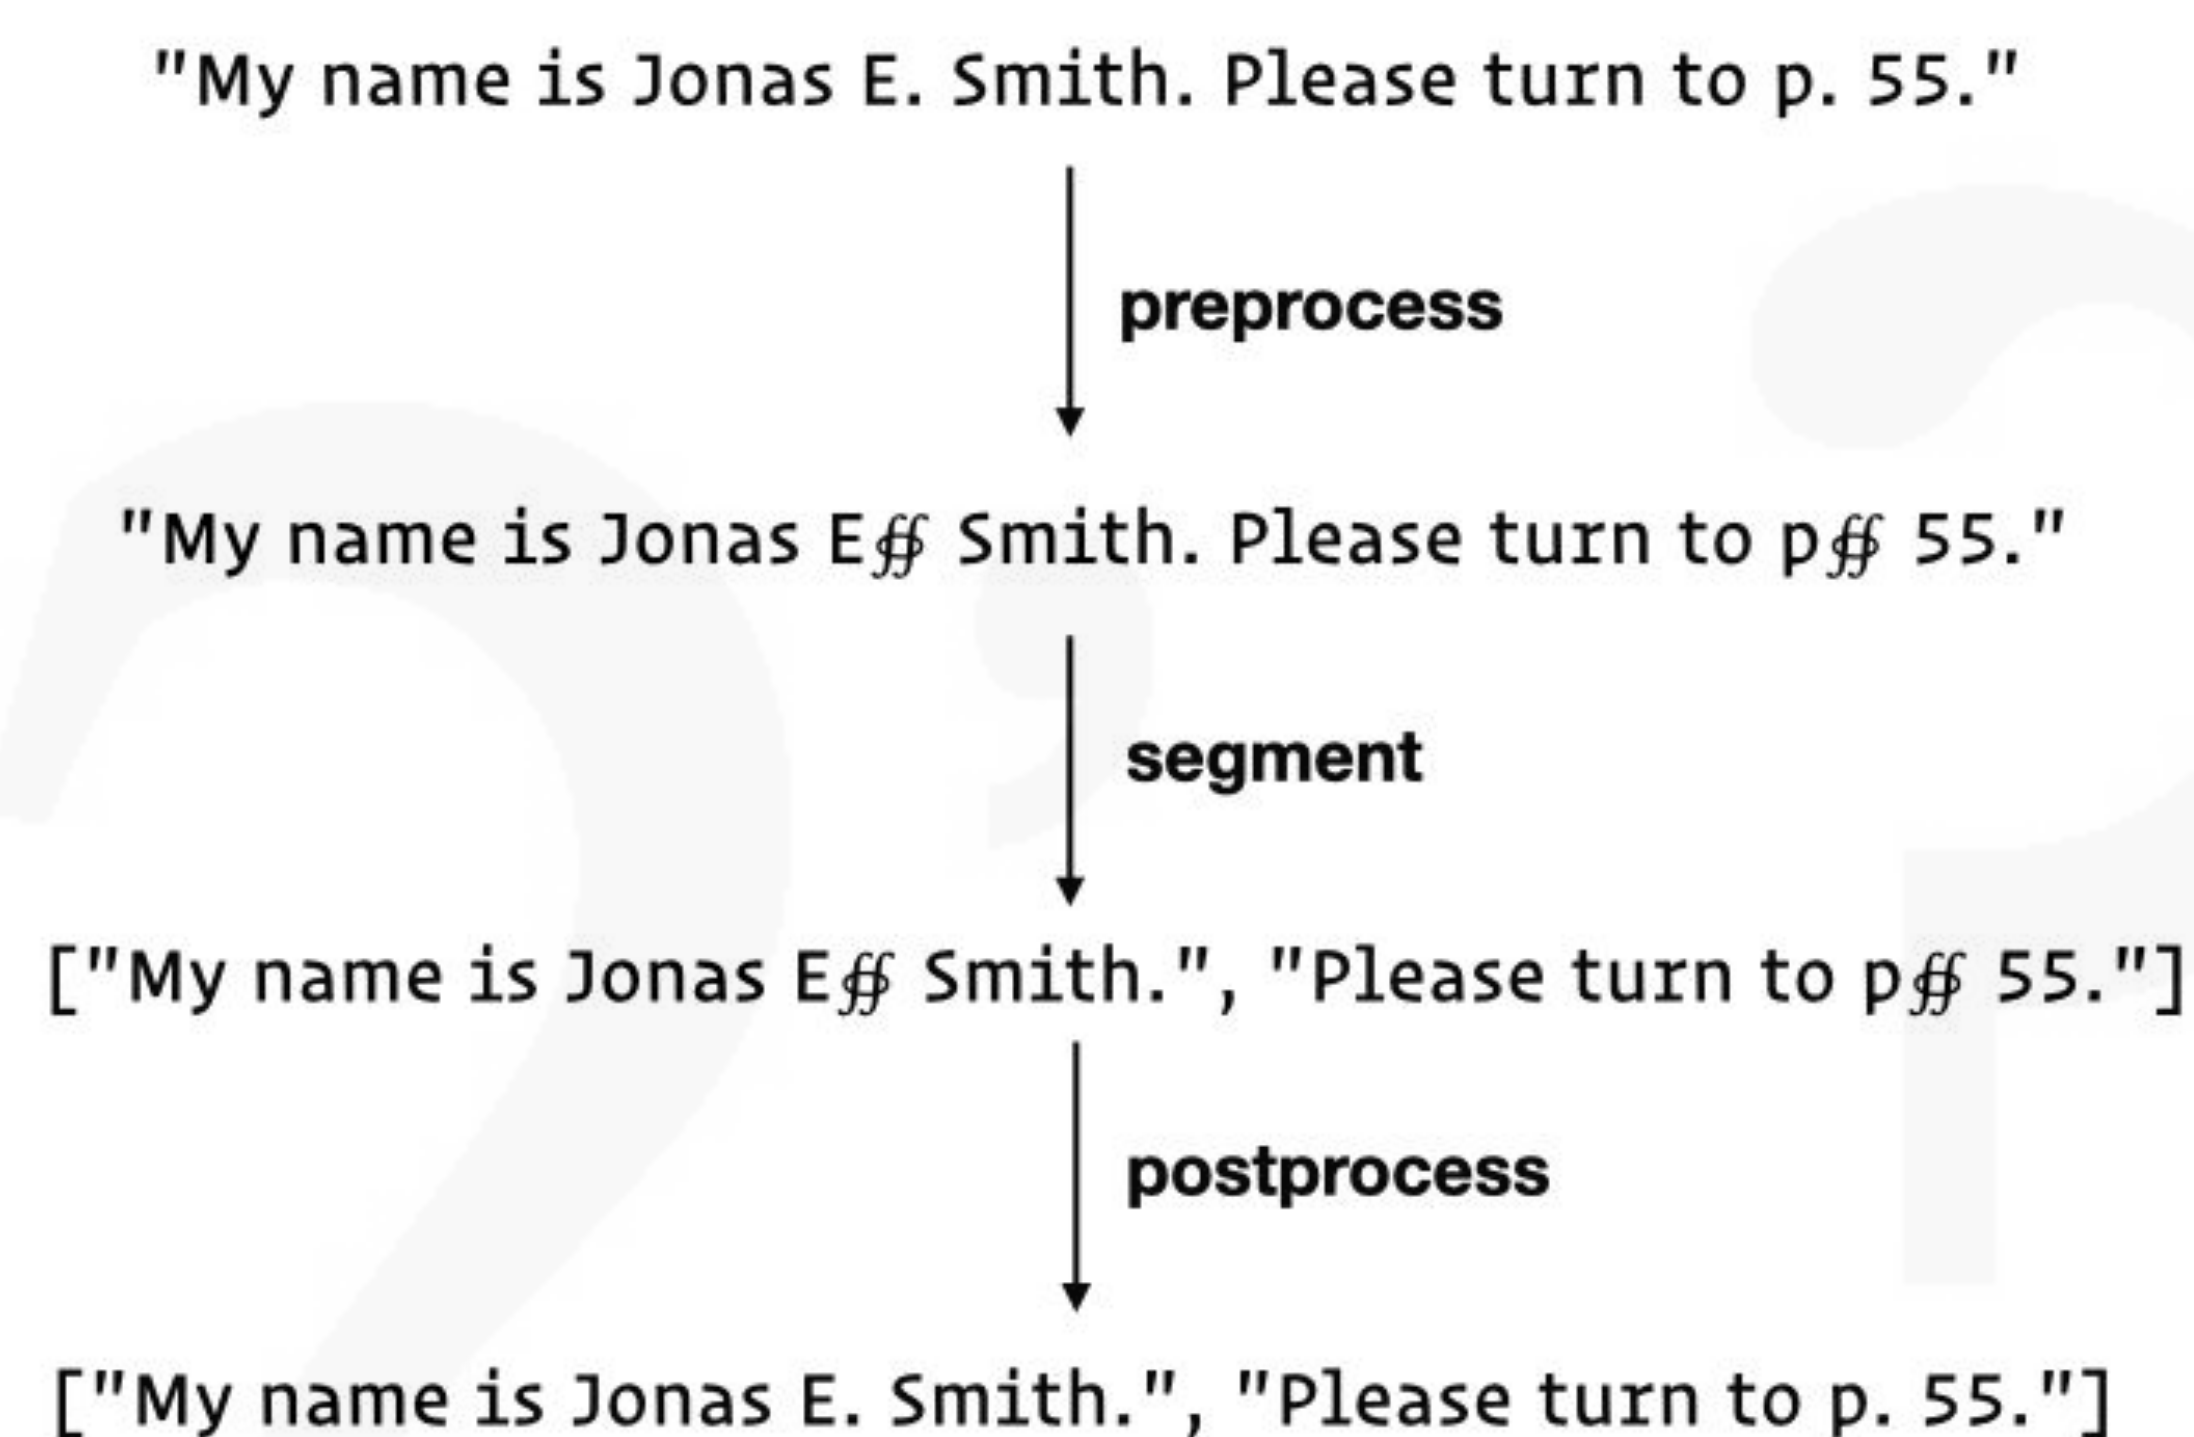 "My name is Jonas E. Smith. Please turn to p. 55."
preprocess
"My name is Jonas E∯ Smith. Please turn to p∯ 55."
segment
["My name is Jonas E∯ Smith.", "Please turn to p∯ 55."]
postprocess
["My name is Jonas E. Smith.", "Please turn to p. 55."]